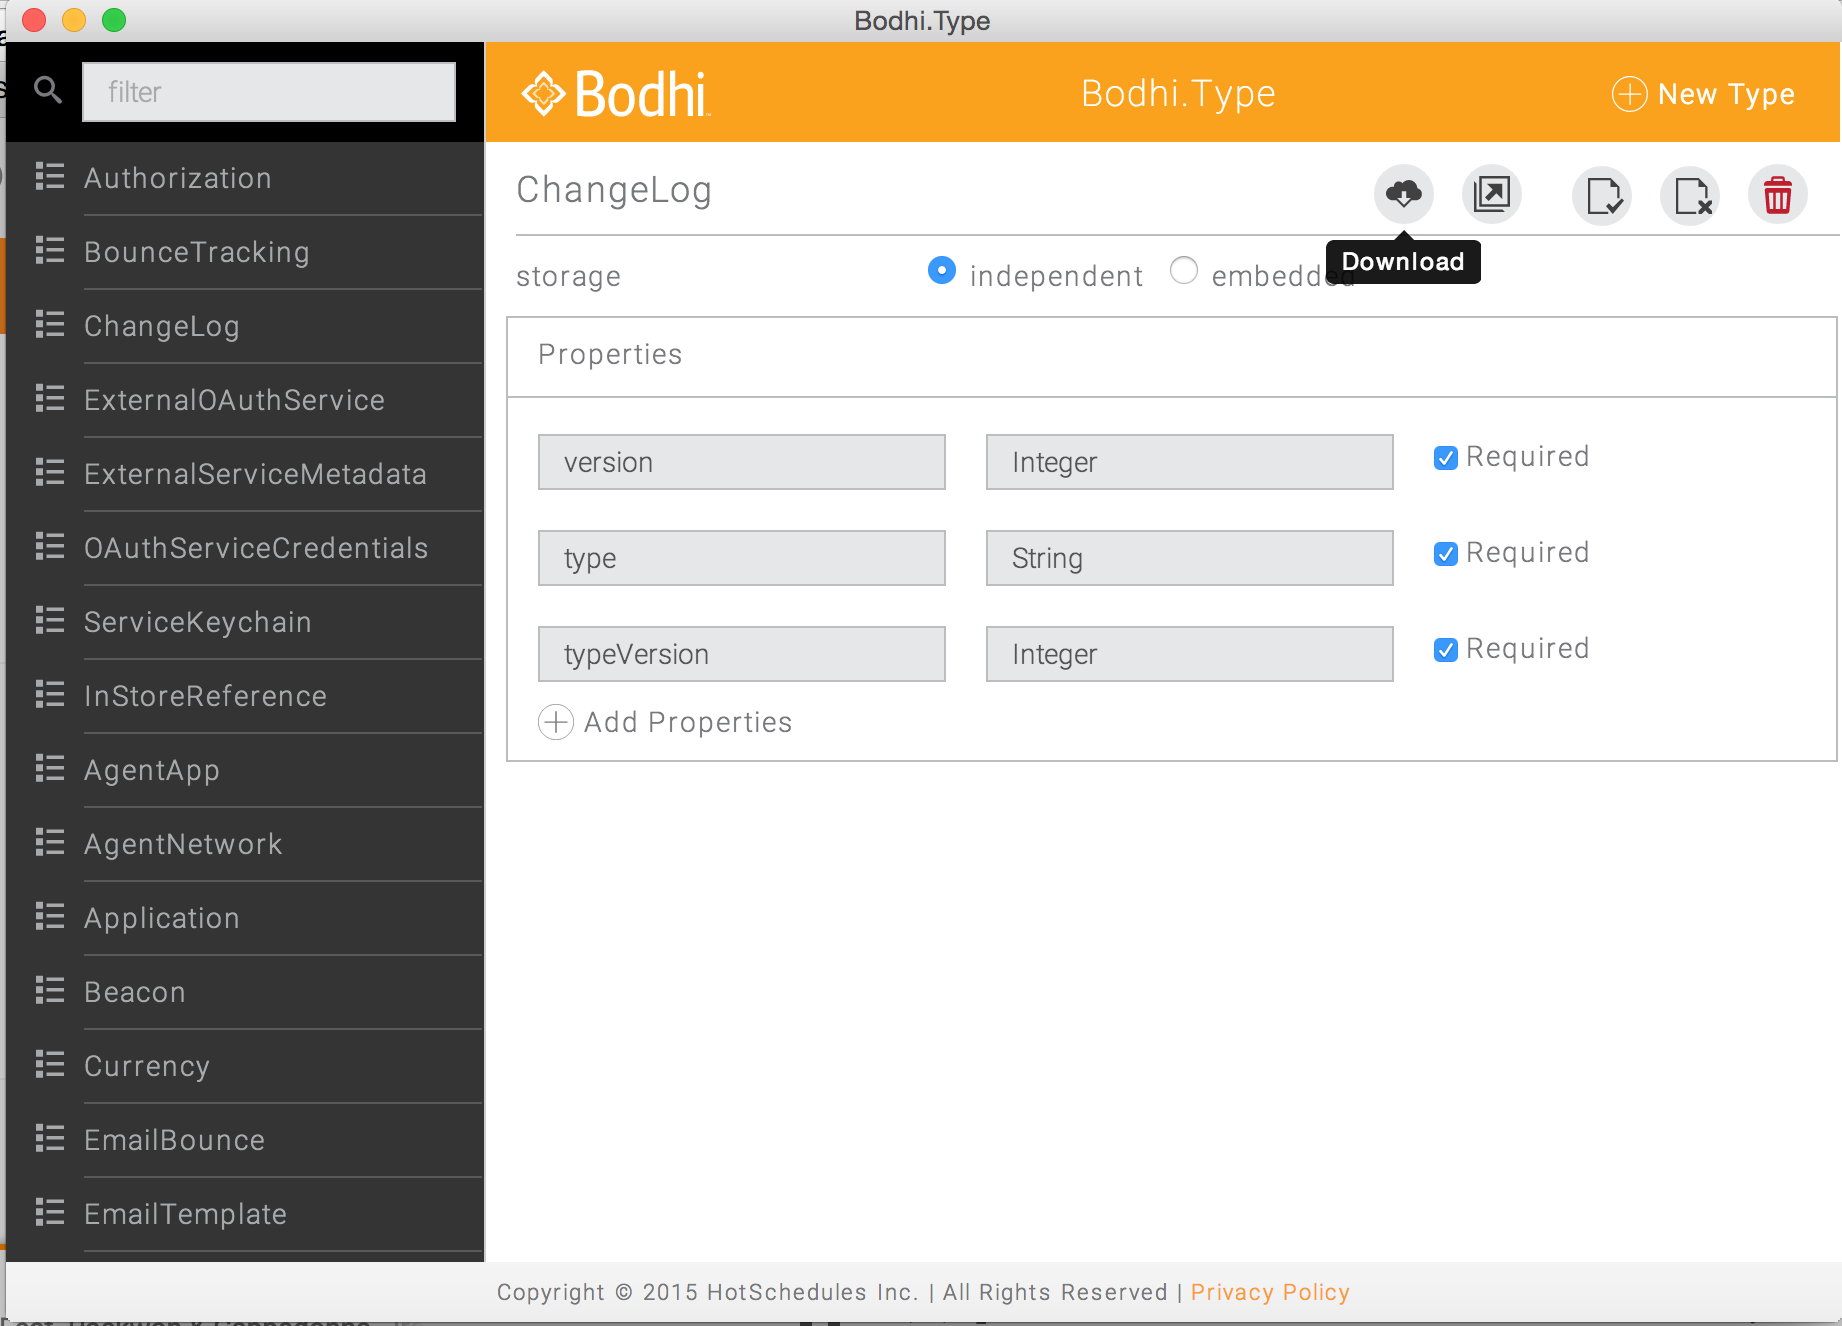 Bodhi.Type
filter
Bodhi
Bodhi.Type
New Type
Authorization
BounceTracking
ChangeLog
ExternalOAuthService
ExternalServiceMetadata
OAuthServiceCredentials
ServiceKeychain
InStoreReference
AgentApp
AgentNetwork
Application
Beacon
Currency
EmailBounce
EmailTemplate
ChangeLog
Download
storage independent embedded
Properties
version Integer Required
type String Required
typeVersion Integer Required
Add Properties
Copyright © 2015 HotSchedules Inc. | All Rights Reserved | Privacy Policy